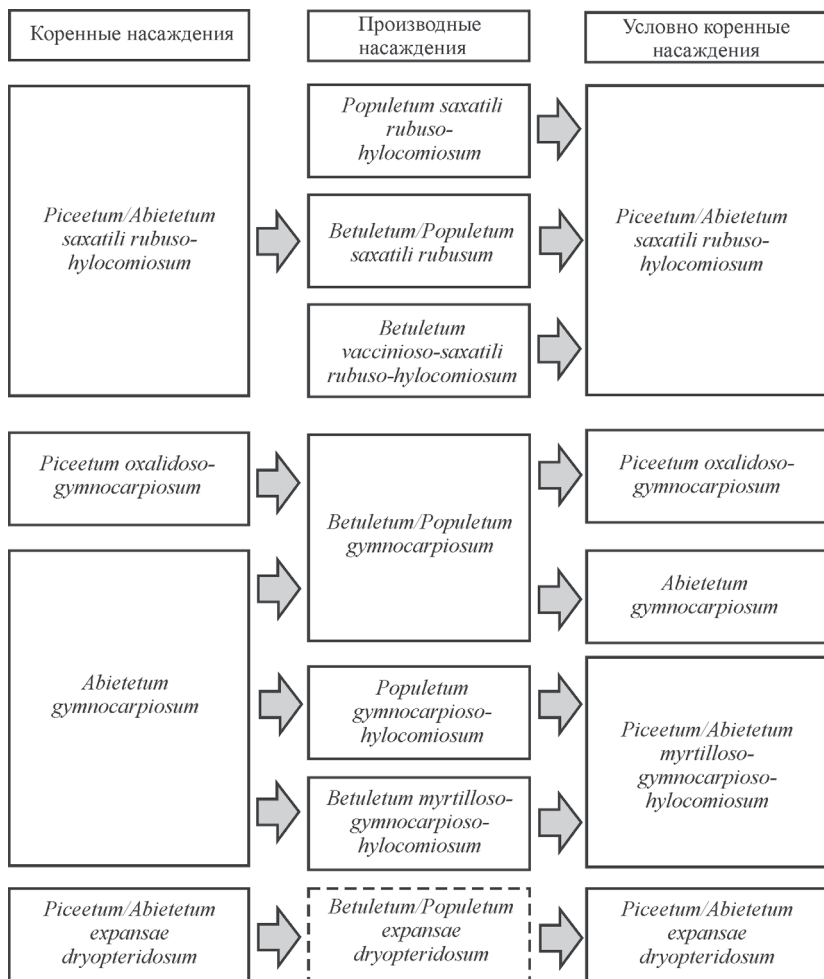 Коренные насаждения
Производные
насаждения
Условно коренные
насаждения
Piceetum/Abietetum
saxatili rubuso-
hylocomiosum
Populetum saxatili
rubuso-
hylocomiosum
Betuletum/Populetum
saxatili rubusum
Betuletum
vaccinioso-saxatili
rubuso-hylocomiosum
Piceetum/Abietetum
saxatili rubuso-
hylocomiosum
Piceetum oxalidoso-
gymnocarpiosum
Betuletum/Populetum
gymnocarpiosum
Piceetum oxalidoso-
gymnocarpiosum
Abietetum
gymnocarpiosum
Abietetum
gymnocarpiosum
Populetum
gymnocarpioso-
hylocomiosum
Betuletum myrtilloso-
gymnocarpioso-
hylocomiosum
Piceetum/Abietetum
myrtilloso-
gymnocarpioso-
hylocomiosum
Piceetum/Abietetum
expansae
dryopteridosum
Betuletum/Populetum
expansae
dryopteridosum
Piceetum/Abietetum
expansae
dryopteridosum